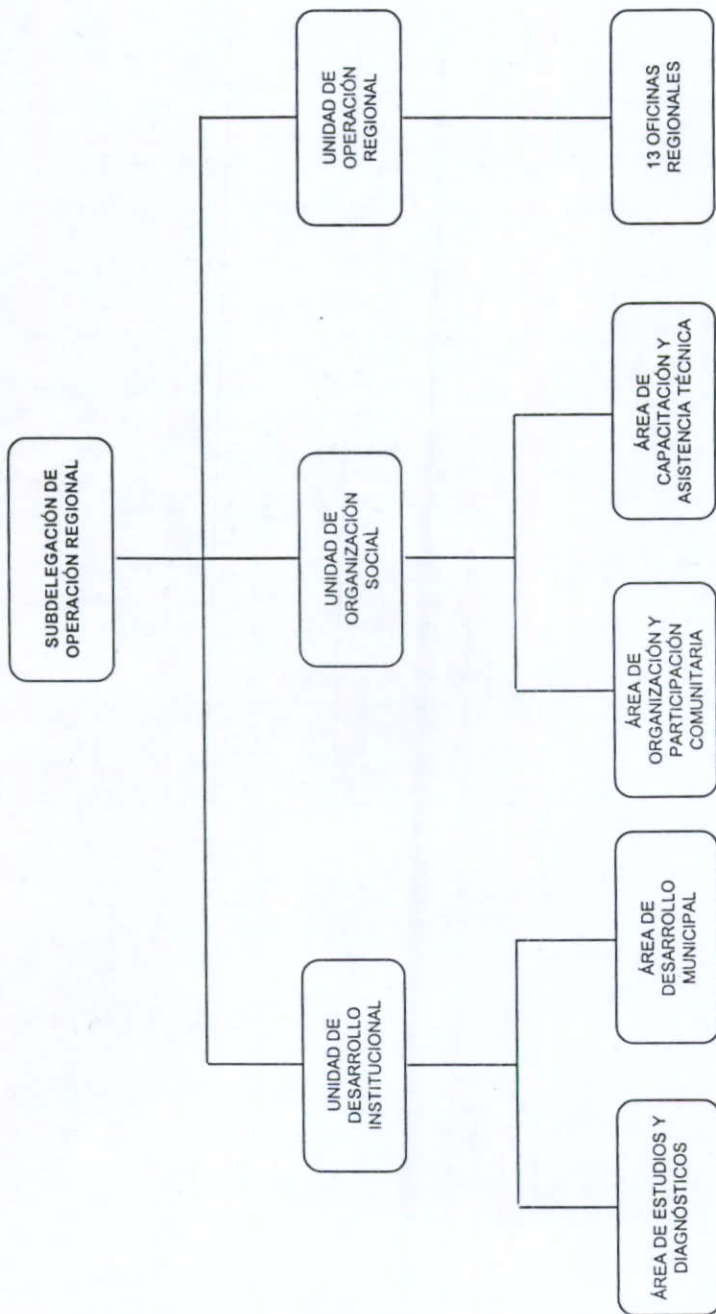 SUBDELEGACIÓN DE
OPERACIÓN REGIONAL
UNIDAD DE
DESARROLLO
INSTITUCIONAL
UNIDAD DE
ORGANIZACIÓN
SOCIAL
UNIDAD DE
OPERACIÓN
REGIONAL
ÁREA DE ESTUDIOS Y
DIAGNÓSTICOS
ÁREA DE
DESARROLLO
MUNICIPAL
ÁREA DE
ORGANIZACIÓN Y
PARTICIPACIÓN
COMUNITARIA
ÁREA DE
CAPACITACIÓN Y
ASISTENCIA TÉCNICA
13 OFICINAS
REGIONALES